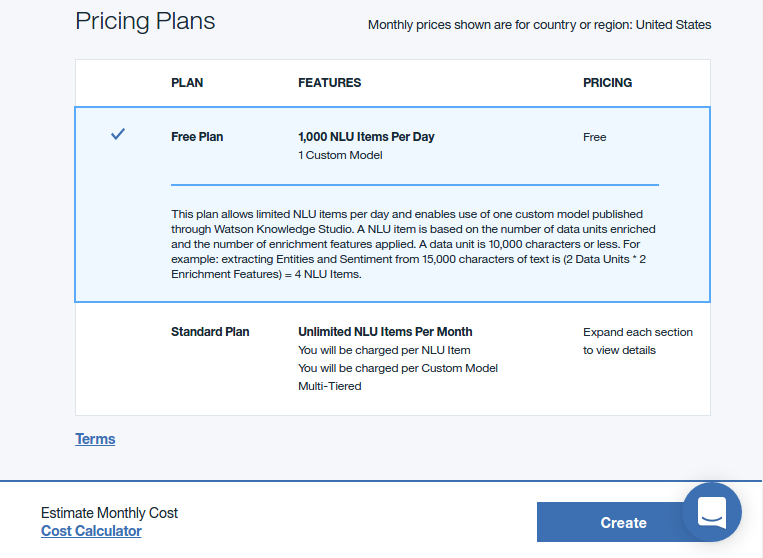 Pricing Plans
Monthly prices shown are for country or region: United States
PLAN FEATURES PRICING
Free Plan 1,000 NLU Items Per Day Free
1 Custom Model
This plan allows limited NLU items per day and enables use of one custom model published
through Watson Knowledge Studio. A NLU item is based on the number of data units enriched
and the number of enrichment features applied. A data unit is 10,000 characters or less. For
example: extracting Entities and Sentiment from 15,000 characters of text is (2 Data Units * 2
Enrichment Features) = 4 NLU Items.
Standard Plan Unlimited NLU Items Per Month Expand each section
You will be charged per NLU Item to view details
You will be charged per Custom Model
Multi-Tiered
Terms
Estimate Monthly Cost
Cost Calculator
Create